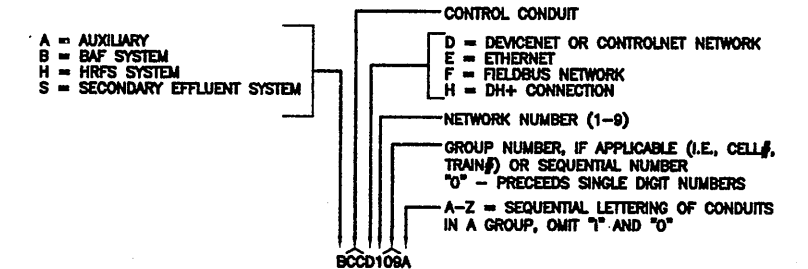 CONTROL CONDUIT
A = AUXILIARY
B = BAF SYSTEM
H = HRFS SYSTEM
S = SECONDARY EFFLUENT SYSTEM
D = DEVICENET OR CONTROLNET NETWORK
E = ETHERNET
F = FIELDBUS NETWORK
H = DH+ CONNECTION
NETWORK NUMBER (1-9)
GROUP NUMBER, IF APPLICABLE (I.E., CELL#,
TRAIN#) OR SEQUENTIAL NUMBER
"0" - PRECEEDS SINGLE DIGIT NUMBERS
A-Z = SEQUENTIAL LETTERING OF CONDUITS
IN A GROUP, OMIT "I" AND "O"
BCCD109A